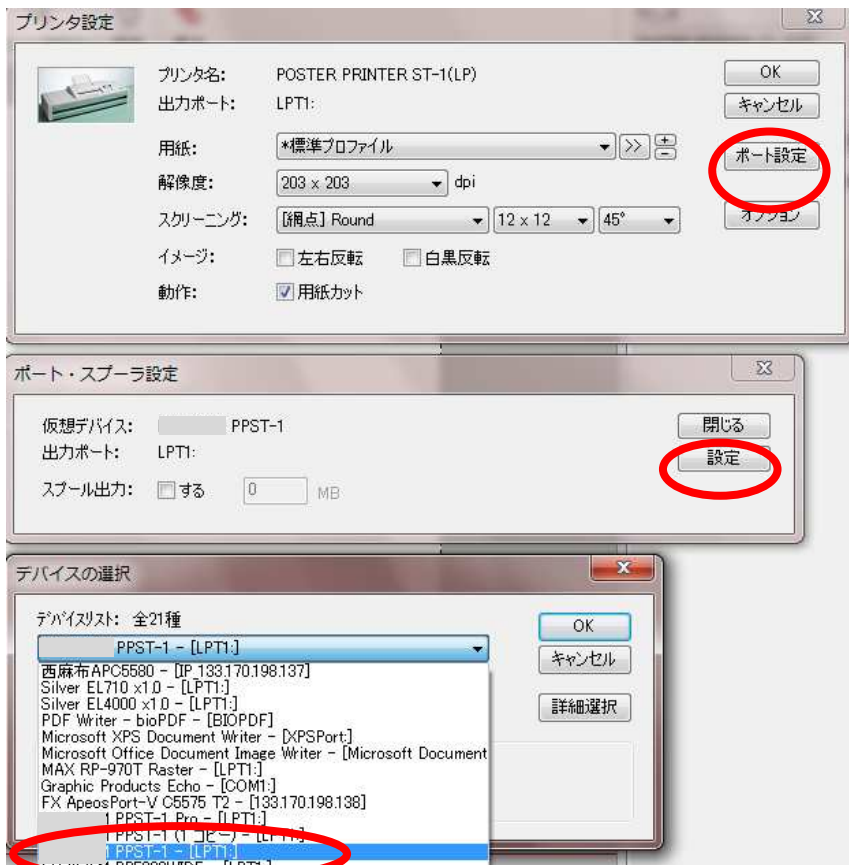 プリンタ設定
プリンタ名: POSTER PRINTER ST-1(LP)
OK
出力ポート: LPT1:
キャンセル
用紙: *標準プロファイル >> + -
ポート設定
解像度: 203 x 203 dpi
スクリーニング: [網点] Round 12 x 12 45°
オプション
イメージ: 左右反転 白黒反転
動作: 用紙カット
ポート・スプーラ設定
仮想デバイス: PPST-1
閉じる
出力ポート: LPT1:
設定
スプール出力: する 0 MB
デバイスの選択
デバイスリスト: 全21種
OK
PPST-1 - [LPT1:]
キャンセル
西麻布APC5580 - [IP_133.170.198.137]
Silver EL710 x1.0 - [LPT1:]
Silver EL4000 x1.0 - [LPT1:]
詳細選択
PDF Writer - bioPDF - [BIOPDF]
Microsoft XPS Document Writer - [XPSPort:]
Microsoft Office Document Image Writer - [Microsoft Document
MAX RP-970T Raster - [LPT1:]
Graphic Products Echo - [COM1:]
FX ApeosPort-V C5575 T2 - [133.170.198.138]
PPST-1 Pro - [LPT1:]
PPST-1 (1 コピー) - [LPT1:]
PPST-1 - [LPT1:]